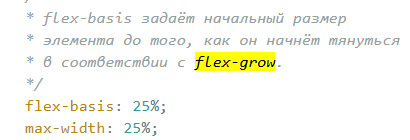 * flex-basis задаёт начальный размер
* элемента до того, как он начнёт тянуться
* в соответствии с flex-grow.
*/
flex-basis: 25%;
max-width: 25%;